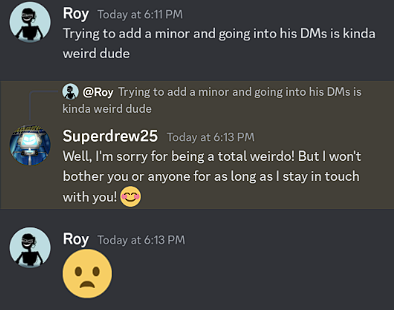 Roy Today at 6:11 PM
Trying to add a minor and going into his DMs is kinda
weird dude
@Roy Trying to add a minor and going into his DMs is
kinda weird dude
Superdrew25 Today at 6:13 PM
Well, I'm sorry for being a total weirdo! But I won't
bother you or anyone for as long as I stay in touch
with you!
Roy Today at 6:13 PM